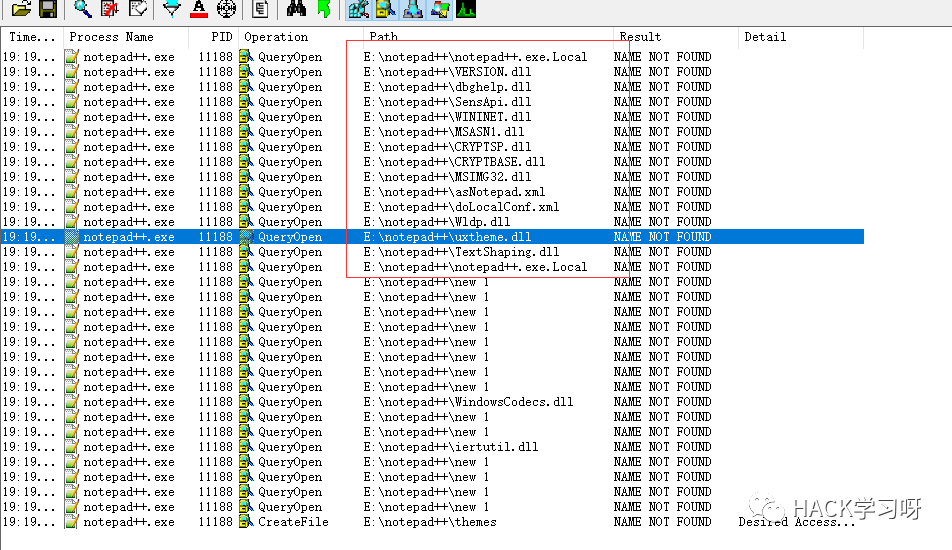 Time... Process Name PID Operation Path Result Detail
19:19... notepad++.exe 11188 QueryOpen E:\notepad++\notepad++.exe.Local NAME NOT FOUND
19:19... notepad++.exe 11188 QueryOpen E:\notepad++\VERSION.dll NAME NOT FOUND
19:19... notepad++.exe 11188 QueryOpen E:\notepad++\dbghelp.dll NAME NOT FOUND
19:19... notepad++.exe 11188 QueryOpen E:\notepad++\SensApi.dll NAME NOT FOUND
19:19... notepad++.exe 11188 QueryOpen E:\notepad++\WININET.dll NAME NOT FOUND
19:19... notepad++.exe 11188 QueryOpen E:\notepad++\MSASN1.dll NAME NOT FOUND
19:19... notepad++.exe 11188 QueryOpen E:\notepad++\CRYPTSP.dll NAME NOT FOUND
19:19... notepad++.exe 11188 QueryOpen E:\notepad++\CRYPTBASE.dll NAME NOT FOUND
19:19... notepad++.exe 11188 QueryOpen E:\notepad++\MSIMG32.dll NAME NOT FOUND
19:19... notepad++.exe 11188 QueryOpen E:\notepad++\asNotepad.xml NAME NOT FOUND
19:19... notepad++.exe 11188 QueryOpen E:\notepad++\doLocalConf.xml NAME NOT FOUND
19:19... notepad++.exe 11188 QueryOpen E:\notepad++\Wldp.dll NAME NOT FOUND
19:19... notepad++.exe 11188 QueryOpen E:\notepad++\uxtheme.dll NAME NOT FOUND
19:19... notepad++.exe 11188 QueryOpen E:\notepad++\TextShaping.dll NAME NOT FOUND
19:19... notepad++.exe 11188 QueryOpen E:\notepad++\notepad++.exe.Local NAME NOT FOUND
19:19... notepad++.exe 11188 QueryOpen E:\notepad++\new 1 NAME NOT FOUND
19:19... notepad++.exe 11188 QueryOpen E:\notepad++\new 1 NAME NOT FOUND
19:19... notepad++.exe 11188 QueryOpen E:\notepad++\new 1 NAME NOT FOUND
19:19... notepad++.exe 11188 QueryOpen E:\notepad++\new 1 NAME NOT FOUND
19:19... notepad++.exe 11188 QueryOpen E:\notepad++\new 1 NAME NOT FOUND
19:19... notepad++.exe 11188 QueryOpen E:\notepad++\new 1 NAME NOT FOUND
19:19... notepad++.exe 11188 QueryOpen E:\notepad++\new 1 NAME NOT FOUND
19:19... notepad++.exe 11188 QueryOpen E:\notepad++\new 1 NAME NOT FOUND
19:19... notepad++.exe 11188 QueryOpen E:\notepad++\WindowsCodecs.dll NAME NOT FOUND
19:19... notepad++.exe 11188 QueryOpen E:\notepad++\new 1 NAME NOT FOUND
19:19... notepad++.exe 11188 QueryOpen E:\notepad++\new 1 NAME NOT FOUND
19:19... notepad++.exe 11188 QueryOpen E:\notepad++\iertutil.dll NAME NOT FOUND
19:19... notepad++.exe 11188 QueryOpen E:\notepad++\new 1 NAME NOT FOUND
19:19... notepad++.exe 11188 QueryOpen E:\notepad++\new 1 NAME NOT FOUND
19:19... notepad++.exe 11188 QueryOpen E:\notepad++\new 1 NAME NOT FOUND
19:19... notepad++.exe 11188 QueryOpen E:\notepad++\new 1 NAME NOT FOUND
19:19... notepad++.exe 11188 CreateFile E:\notepad++\themes NAME NOT FOUND Desired Access...
HACK学习呀